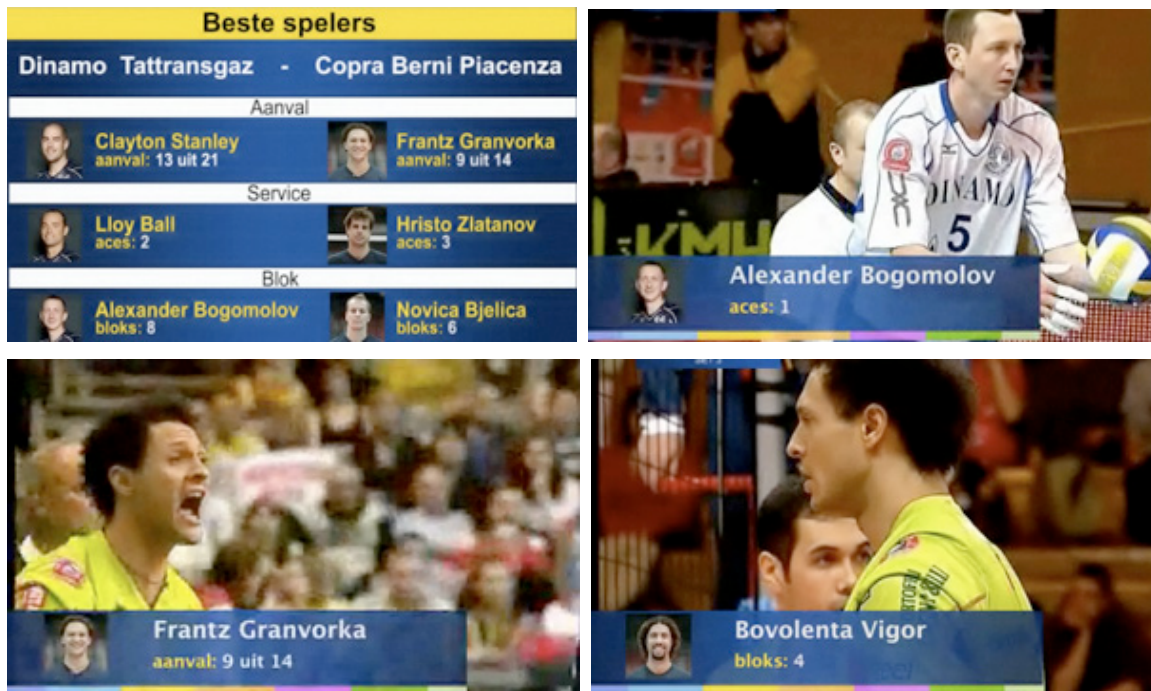 Beste spelers
Dinamo Tattransgaz - Copra Berni Piacenza
Aanval
Clayton Stanley
aanval: 13 uit 21
Frantz Granvorka
aanval: 9 uit 14
Service
Lloy Ball
aces: 2
Hristo Zlatanov
aces: 3
Blok
Alexander Bogomolov
bloks: 8
Novica Bjelica
bloks: 6
DINAMO
5
KMH
Alexander Bogomolov
aces: 1
Frantz Granvorka
aanval: 9 uit 14
Bovolenta Vigor
bloks: 4